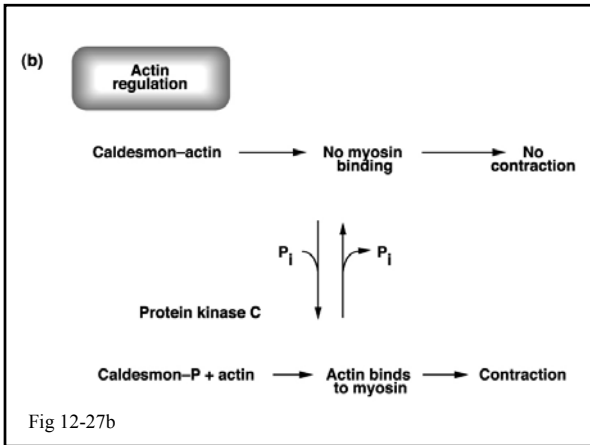 (b)
Actin
regulation
Caldesmon–actin
No myosin
binding
No
contraction
Pi
Pi
Protein kinase C
Caldesmon–P + actin
Actin binds
to myosin
Contraction
Fig 12-27b